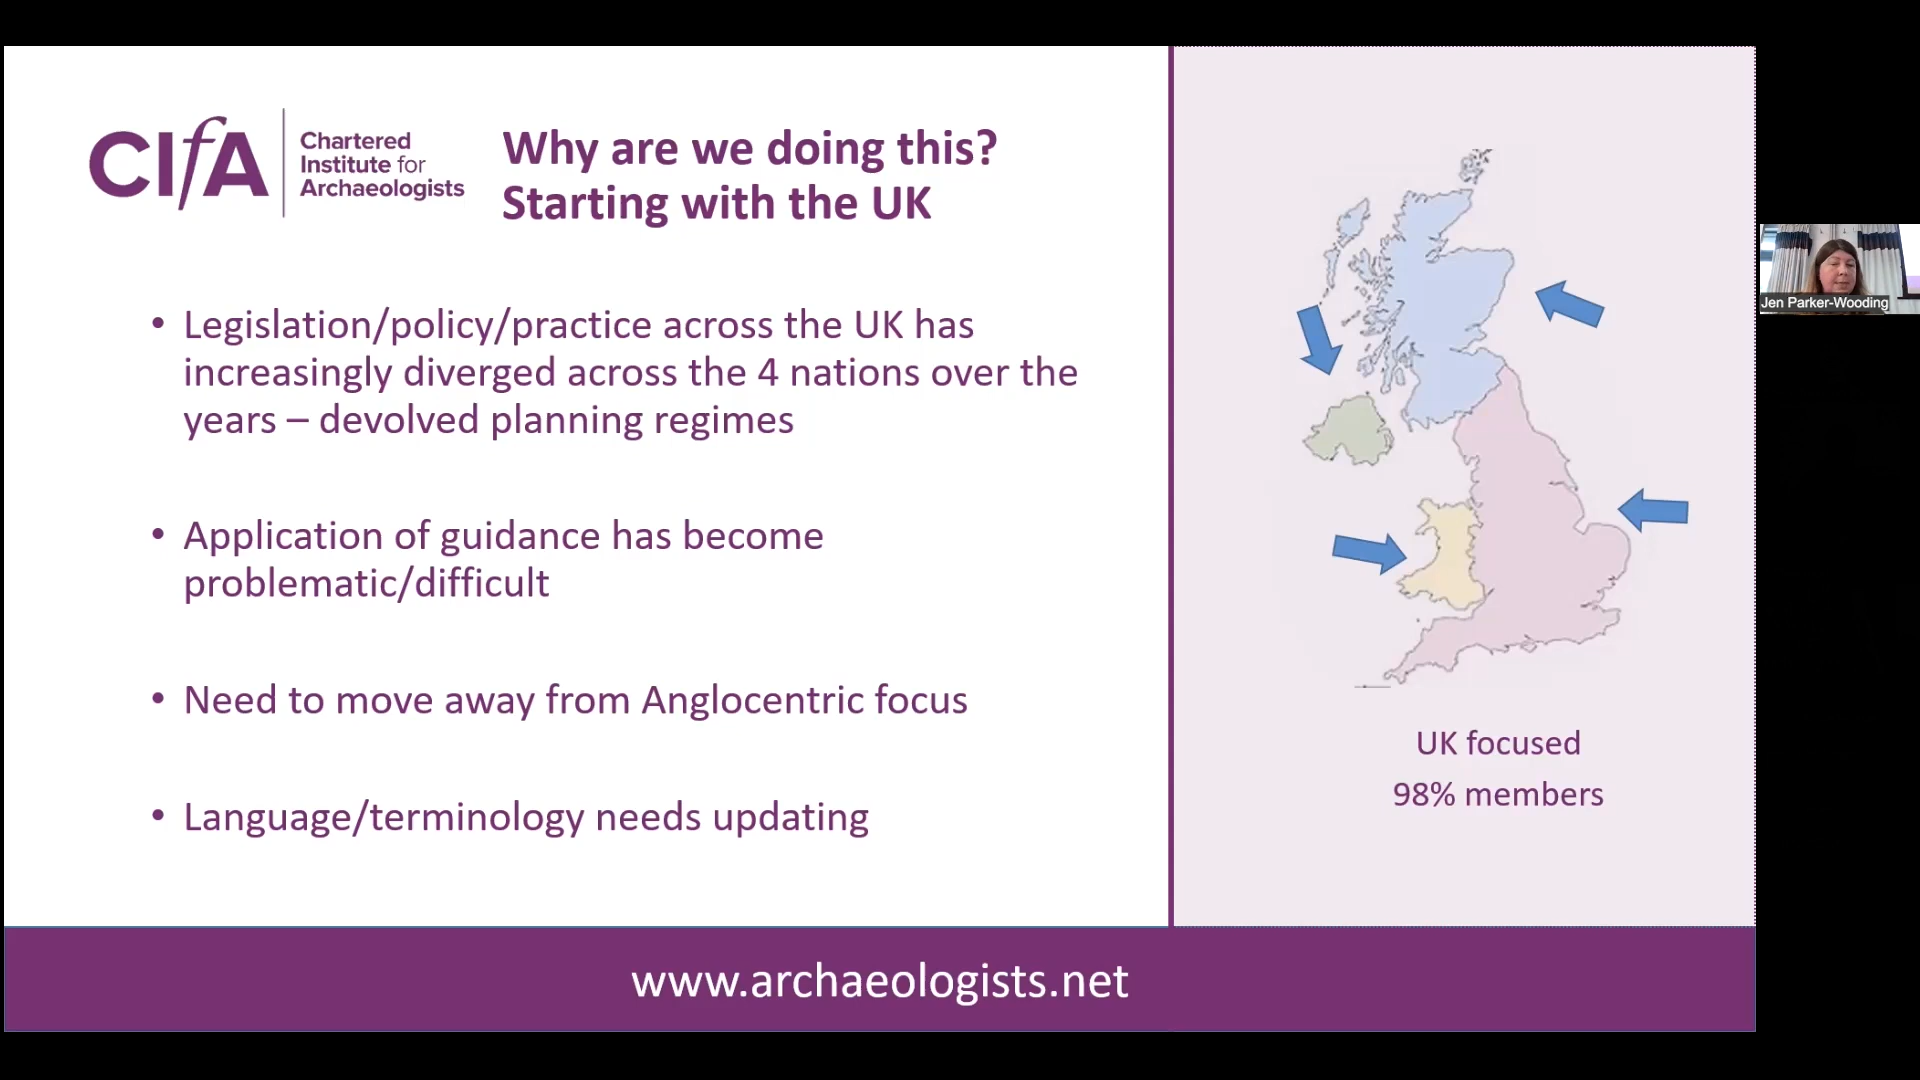 CIfA
Chartered
Institute for
Archaeologists
Why are we doing this?
Starting with the UK
• Legislation/policy/practice across the UK has
increasingly diverged across the 4 nations over the
years – devolved planning regimes
• Application of guidance has become
problematic/difficult
• Need to move away from Anglocentric focus
• Language/terminology needs updating
UK focused
98% members
www.archaeologists.net
Jen Parker-Wooding